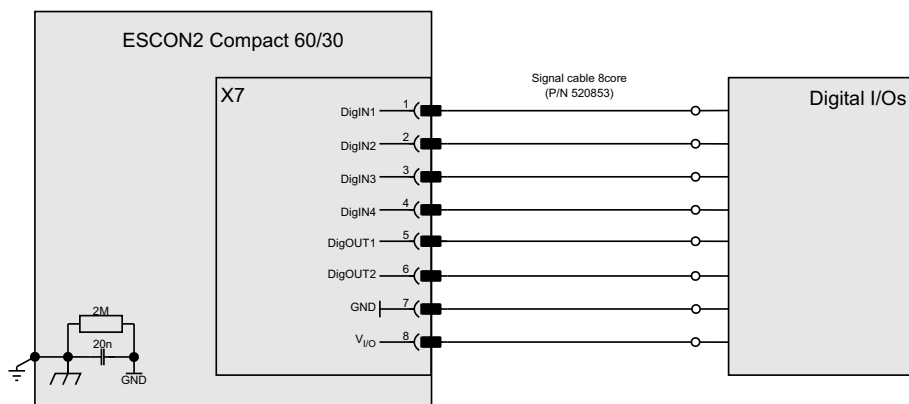 ESCON2 Compact 60/30
X7
Signal cable 8core
(P/N 520853)
Digital I/Os
DigIN1 1
DigIN2 2
DigIN3 3
DigIN4 4
DigOUT1 5
DigOUT2 6
GND 7
V I/O 8
2M
20n
GND